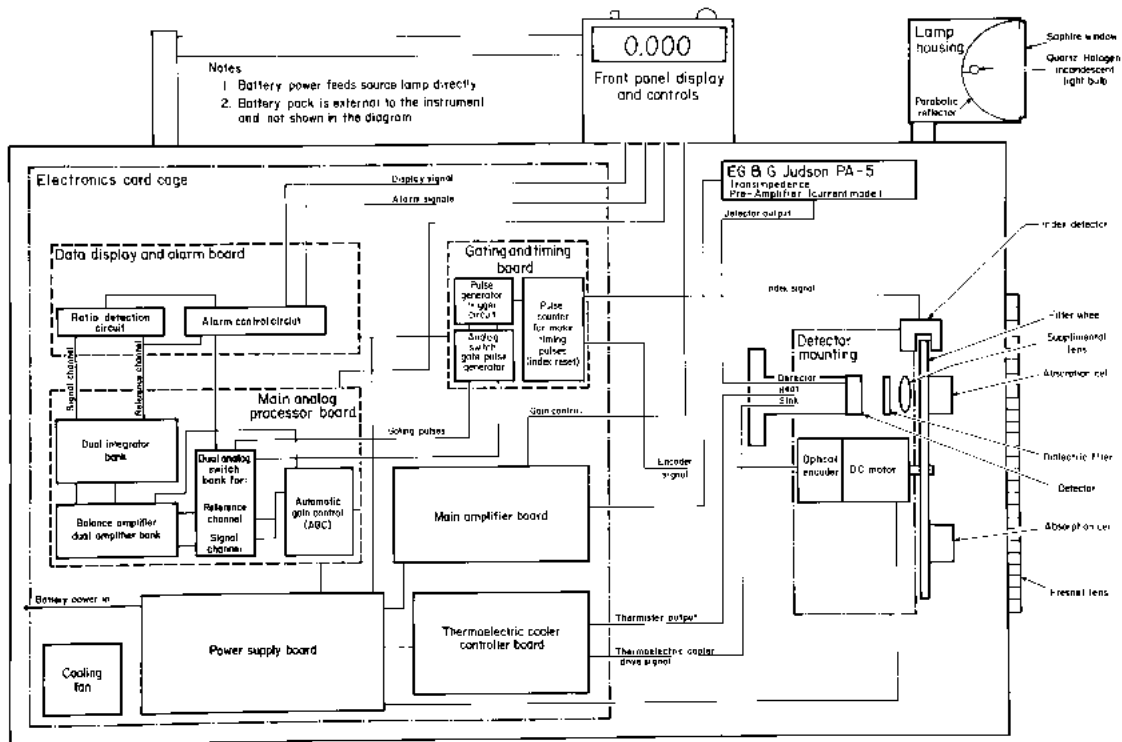 0.000
Front panel display
and controls
Notes
1 Battery power feeds source lamp directly
2. Battery pack is external to the instrument
and not shown in the diagram
Lamp
housing
Parabolic
reflector
Saphire window
Quartz Halogen
incandescent
light bulb
Electronics card cage
Display signal
Alarm signals
EG & G Judson PA-5
Transimpedence
Pre-Amplifier (current model)
Detector output
Data display and alarm board
Ratio detection
circuit
Alarm control circuit
Signal channel
Reference channel
Gating and timing
board
Pulse
generator
trigger
circuit
Analog
switch
gate pulse
generator
Pulse
counter
for motor
timing
pulses
(index reset)
Index signal
Index detector
Filter wheel
Supplimental
lens
Absorption cell
Detector
mounting
Detector
Heat
Sink
Main analog
processor board
Gating pulses
Gain control
Dual integrator
bank
Dual analog
switch
bank for:
Reference
channel
Signal
channel
Automatic
gain control
(AGC)
Balance amplifier
dual amplifier bank
Main amplifier board
Encoder
signal
Optical
encoder
DC motor
Dielectric filter
Detector
Absorption cell
Fresnel lens
Battery power in
Power supply board
Thermoelectric cooler
controller board
Thermister output
Thermoelectric cooler
drive signal
Cooling
fan